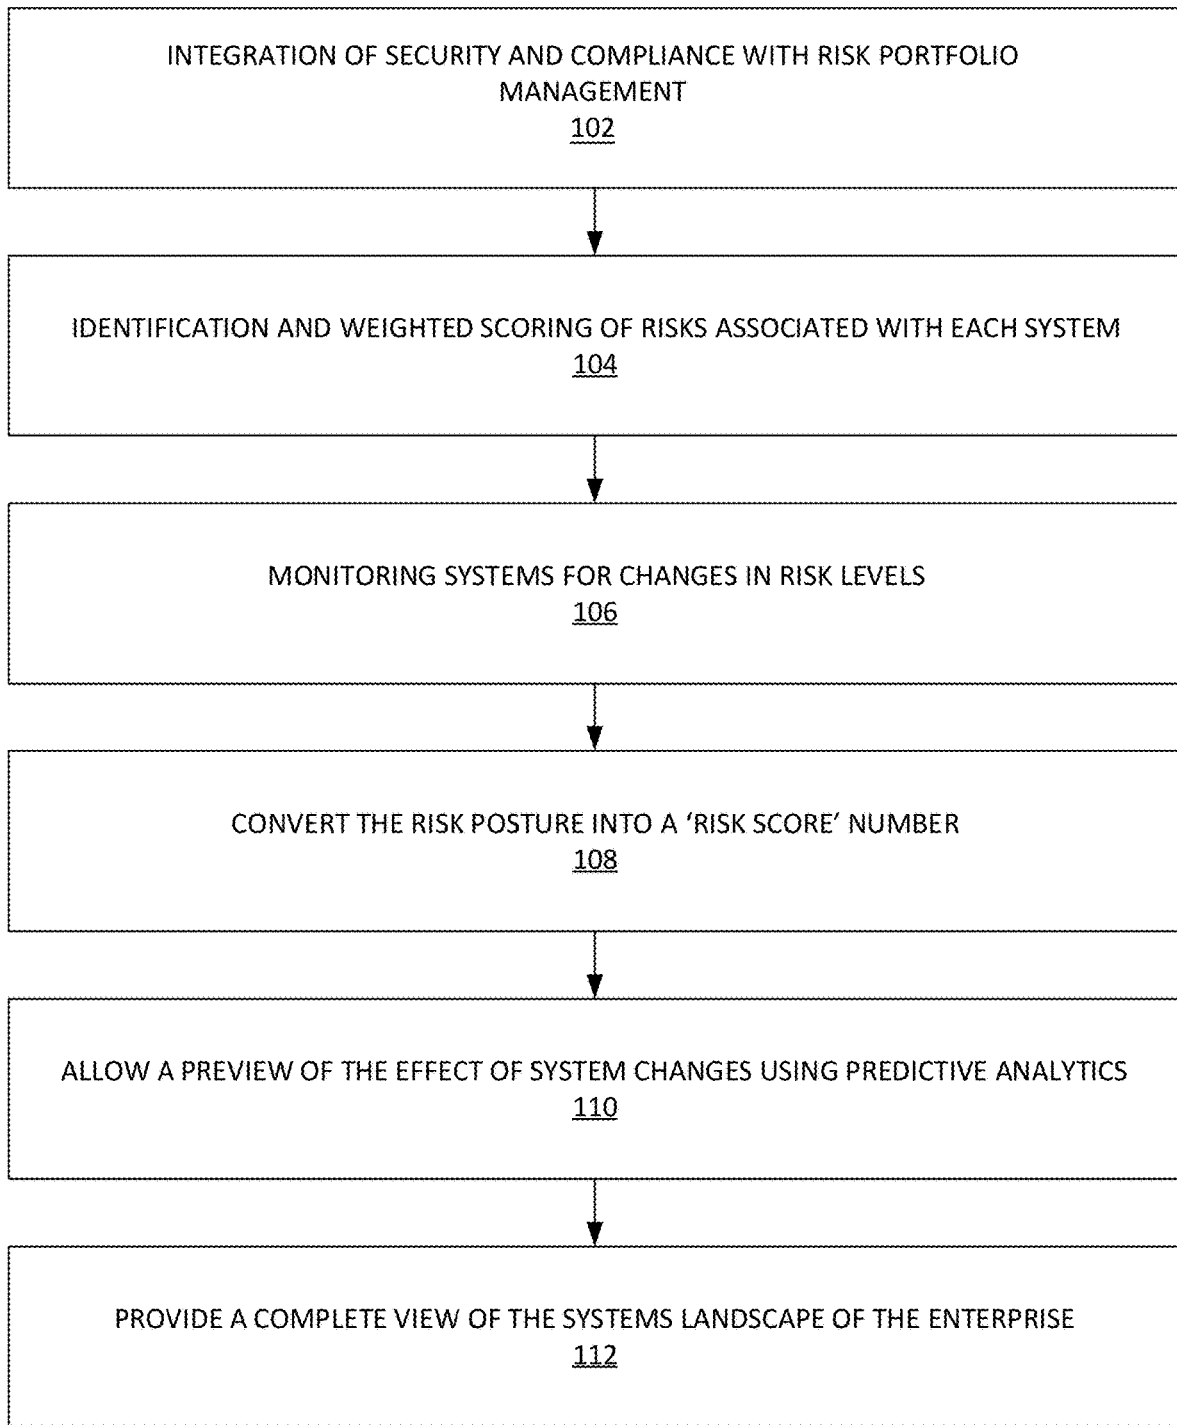 INTEGRATION OF SECURITY AND COMPLIANCE WITH RISK PORTFOLIO
MANAGEMENT
102
IDENTIFICATION AND WEIGHTED SCORING OF RISKS ASSOCIATED WITH EACH SYSTEM
104
MONITORING SYSTEMS FOR CHANGES IN RISK LEVELS
106
CONVERT THE RISK POSTURE INTO A ‘RISK SCORE’ NUMBER
108
ALLOW A PREVIEW OF THE EFFECT OF SYSTEM CHANGES USING PREDICTIVE ANALYTICS
110
PROVIDE A COMPLETE VIEW OF THE SYSTEMS LANDSCAPE OF THE ENTERPRISE
112